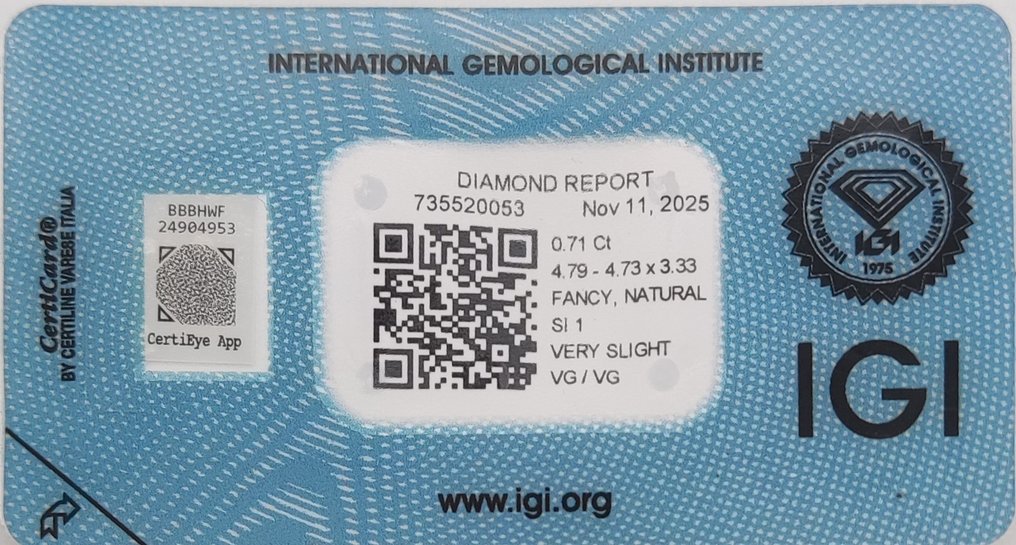 INTERNATIONAL GEMOLOGICAL INSTITUTE
CertiCard®
BY CERTILINE VARESE ITALIA
BBBHWF
24904953
CertiEye App
DIAMOND REPORT
735520053 Nov 11, 2025
0.71 Ct
4.79 - 4.73 x 3.33
FANCY, NATURAL
SI 1
VERY SLIGHT
VG / VG
INTERNATIONAL GEMOLOGICAL INSTITUTE
IGI
1975
IGI
www.igi.org